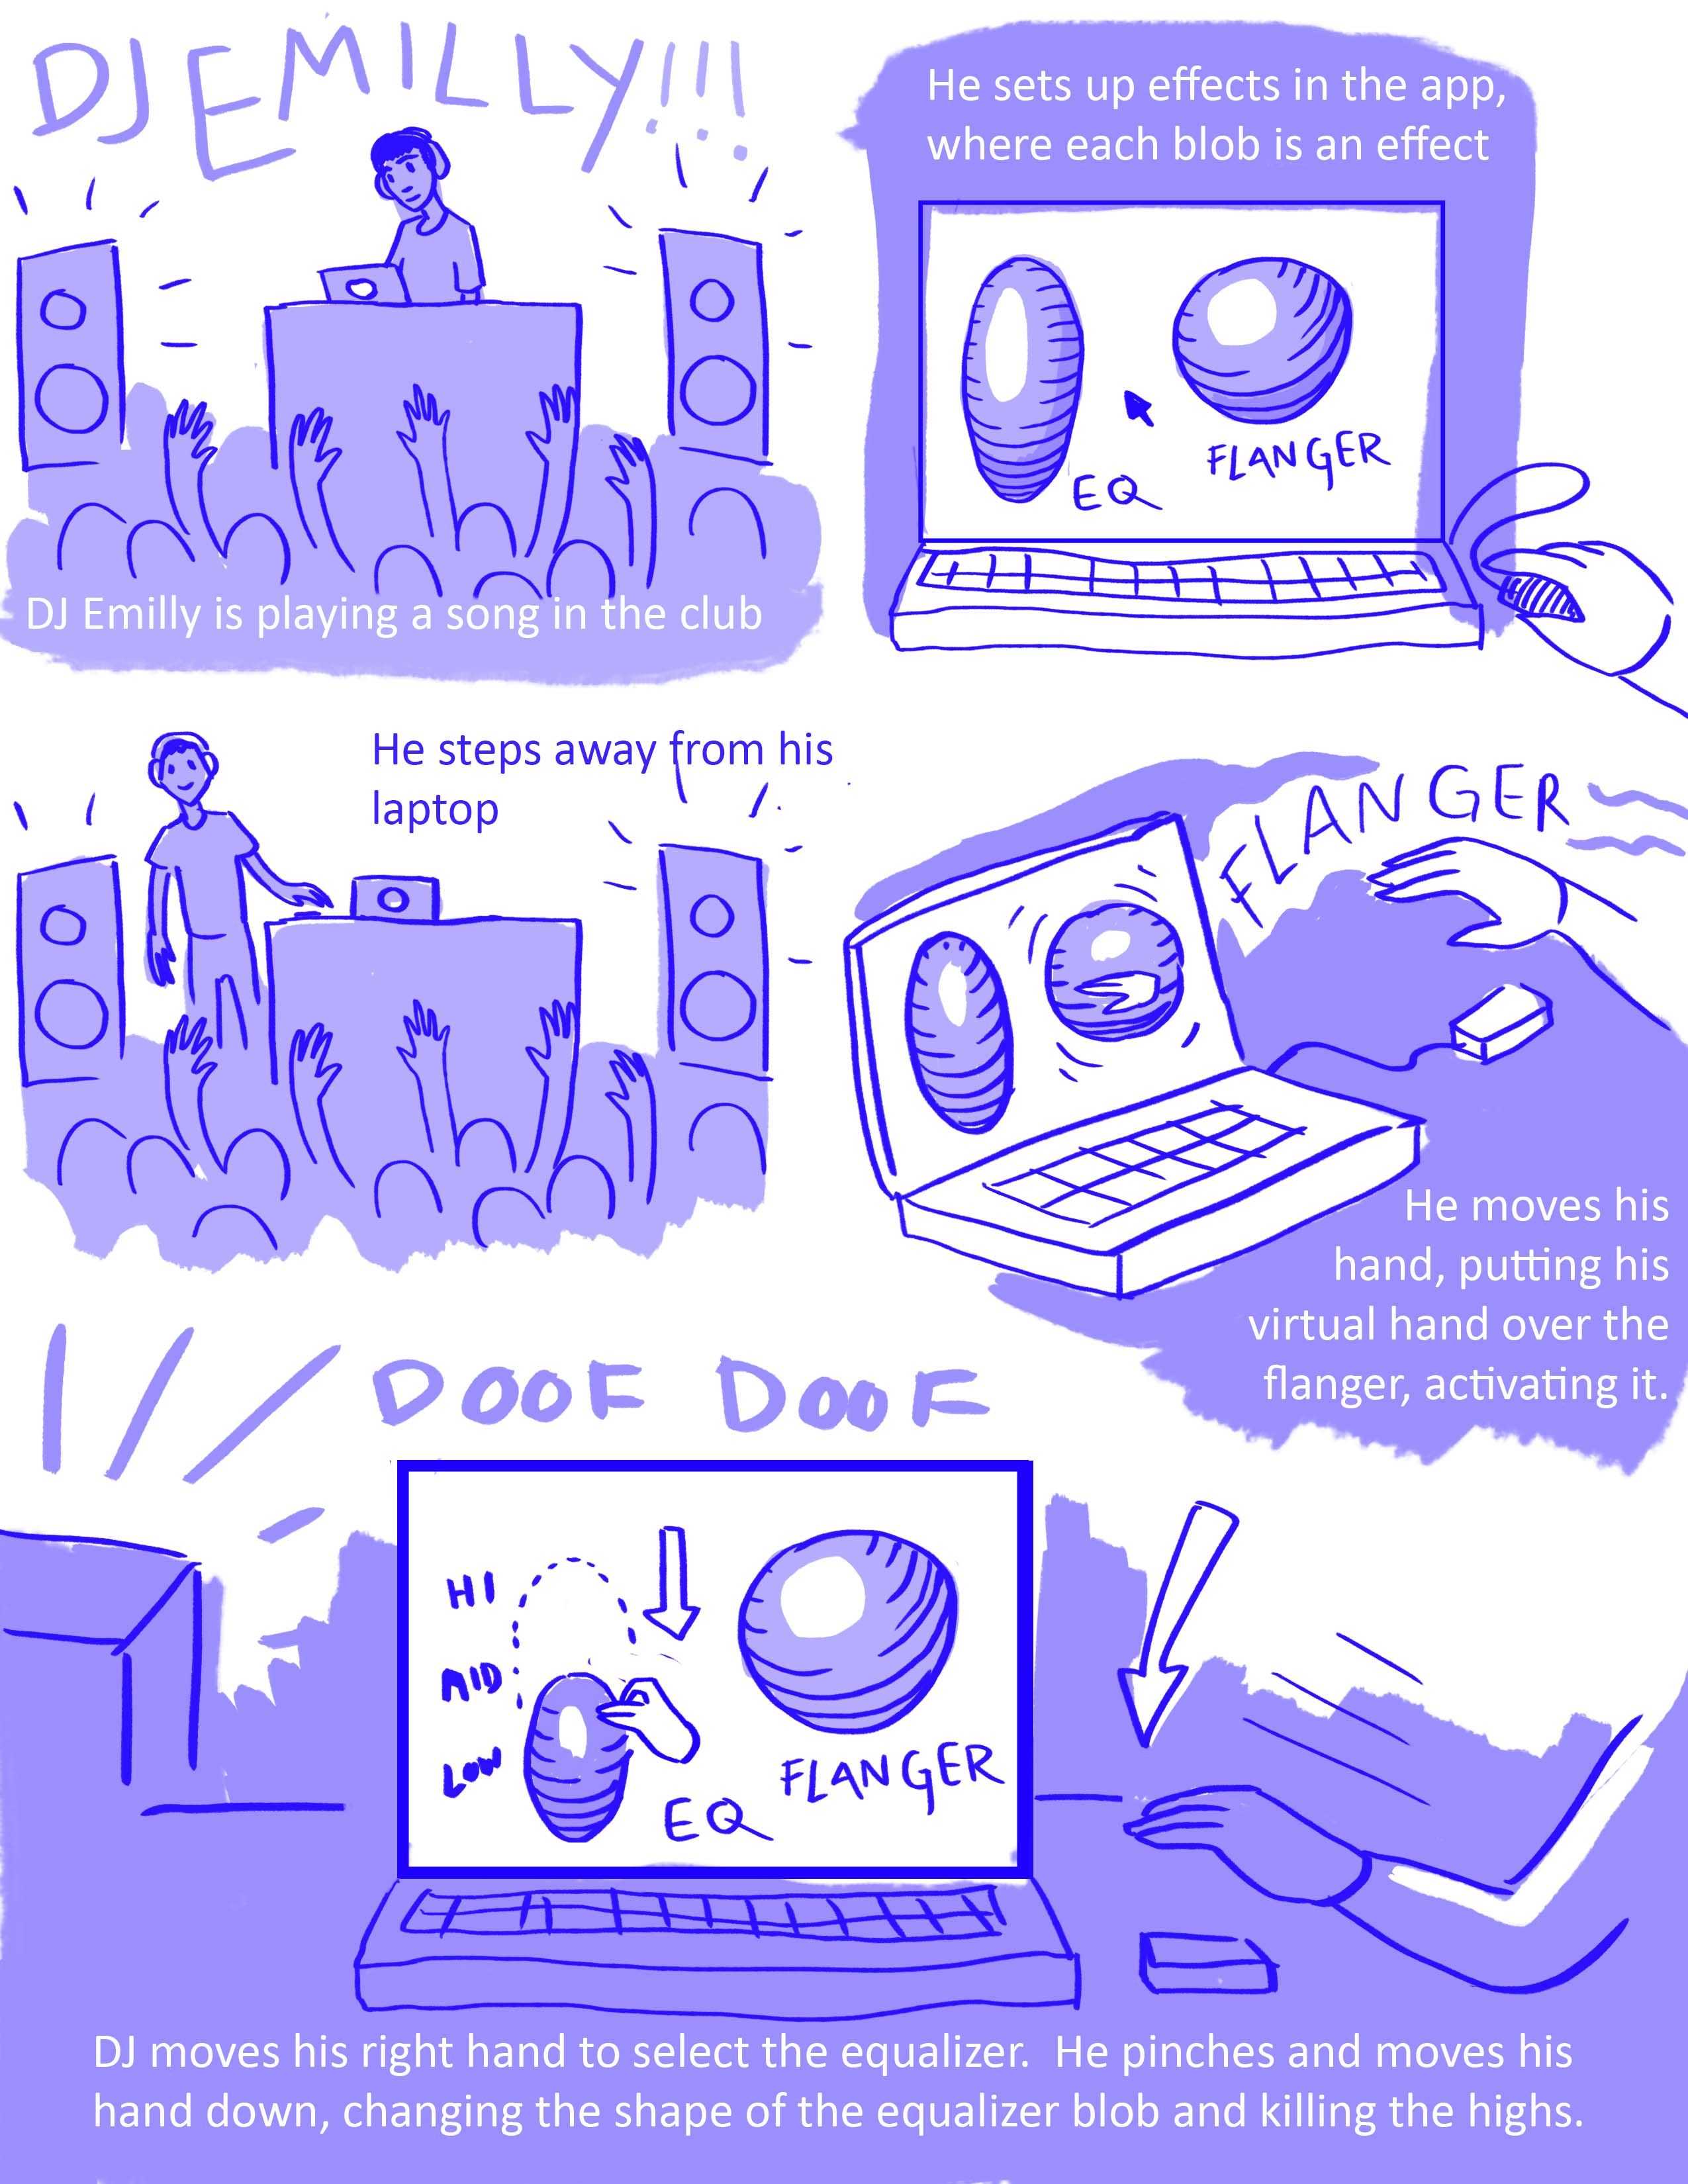 DJ EMILLY!!!
DJ Emilly is playing a song in the club
He sets up effects in the app,
where each blob is an effect
EQ
FLANGER
He steps away from his
laptop
FLANGER
He moves his
hand, putting his
virtual hand over the
flanger, activating it.
DOOF DOOF
HI
MID
LOW
EQ
FLANGER
DJ moves his right hand to select the equalizer.  He pinches and moves his
hand down, changing the shape of the equalizer blob and killing the highs.